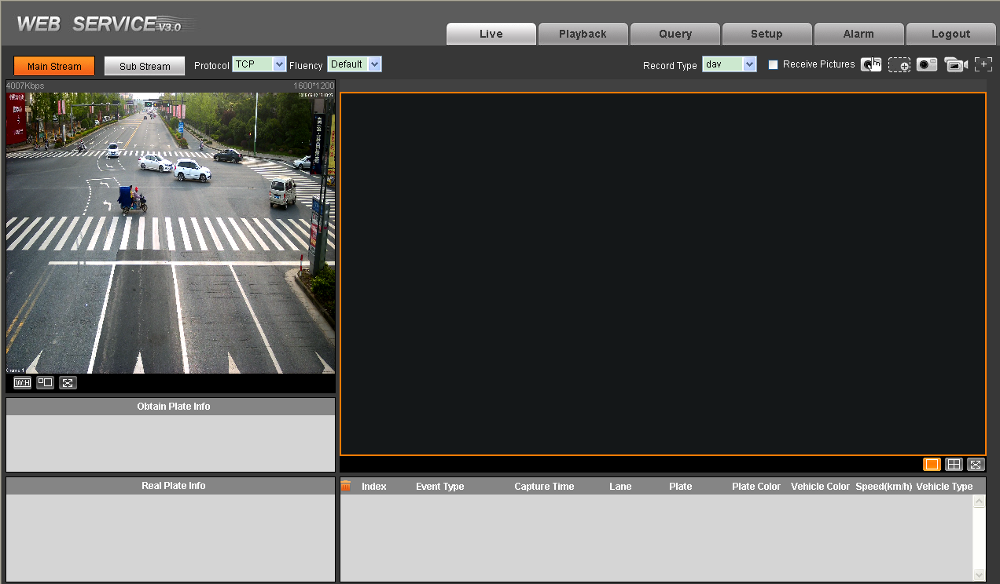 WEB SERVICE V3.0
Live
Playback
Query
Setup
Alarm
Logout
Main Stream
Sub Stream
Protocol
TCP
Fluency
Default
Record Type
dav
Receive Pictures
4007Kbps
1600*1200
W:H
Obtain Plate Info
Real Plate Info
Index
Event Type
Capture Time
Lane
Plate
Plate Color
Vehicle Color
Speed(km/h)
Vehicle Type